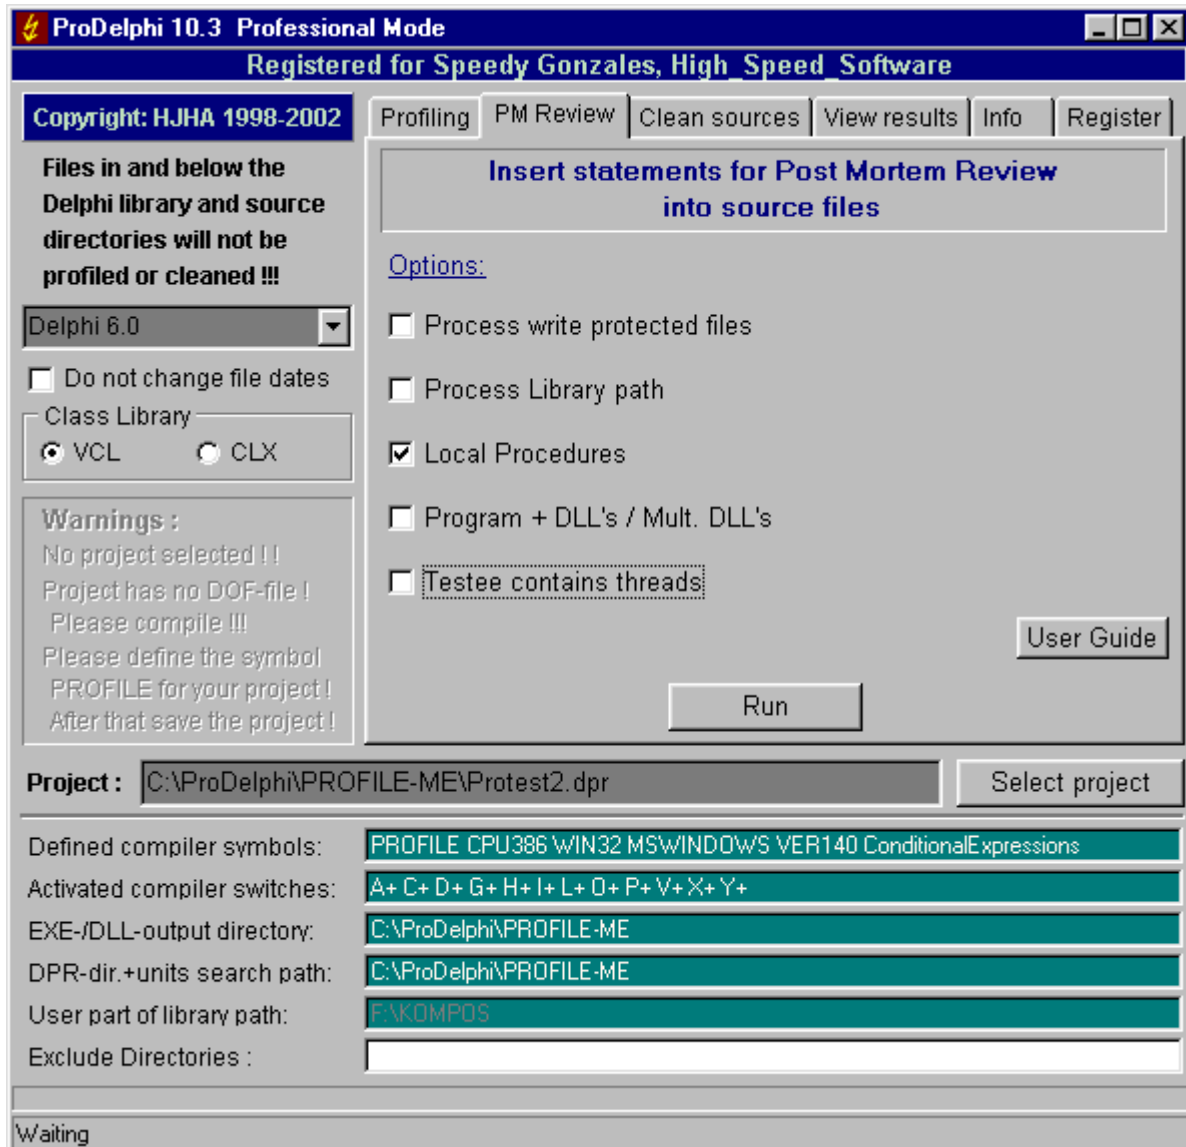 ProDelphi 10.3 Professional Mode
Registered for Speedy Gonzales, High_Speed_Software
Copyright: HJHA 1998-2002
Files in and below the
Delphi library and source
directories will not be
profiled or cleaned !!!
Delphi 6.0
Do not change file dates
Class Library
VCL CLX
Warnings :
No project selected ! !
Project has no DOF-file !
Please compile !!!
Please define the symbol
PROFILE for your project !
After that save the project !
Profiling PM Review Clean sources View results Info Register
Insert statements for Post Mortem Review
into source files
Options:
Process write protected files
Process Library path
Local Procedures
Program + DLL's / Mult. DLL's
Testee contains threads
User Guide
Run
Project : C:\ProDelphi\PROFILE-ME\Protest2.dpr Select project
Defined compiler symbols: PROFILE CPU386 WIN32 MSWINDOWS VER140 ConditionalExpressions
Activated compiler switches: A+ C+ D+ G+ H+ I+ L+ O+ P+ V+ X+ Y+
EXE-/DLL-output directory: C:\ProDelphi\PROFILE-ME
DPR-dir.+units search path: C:\ProDelphi\PROFILE-ME
User part of library path: F:\KOMPOS
Exclude Directories :
Waiting